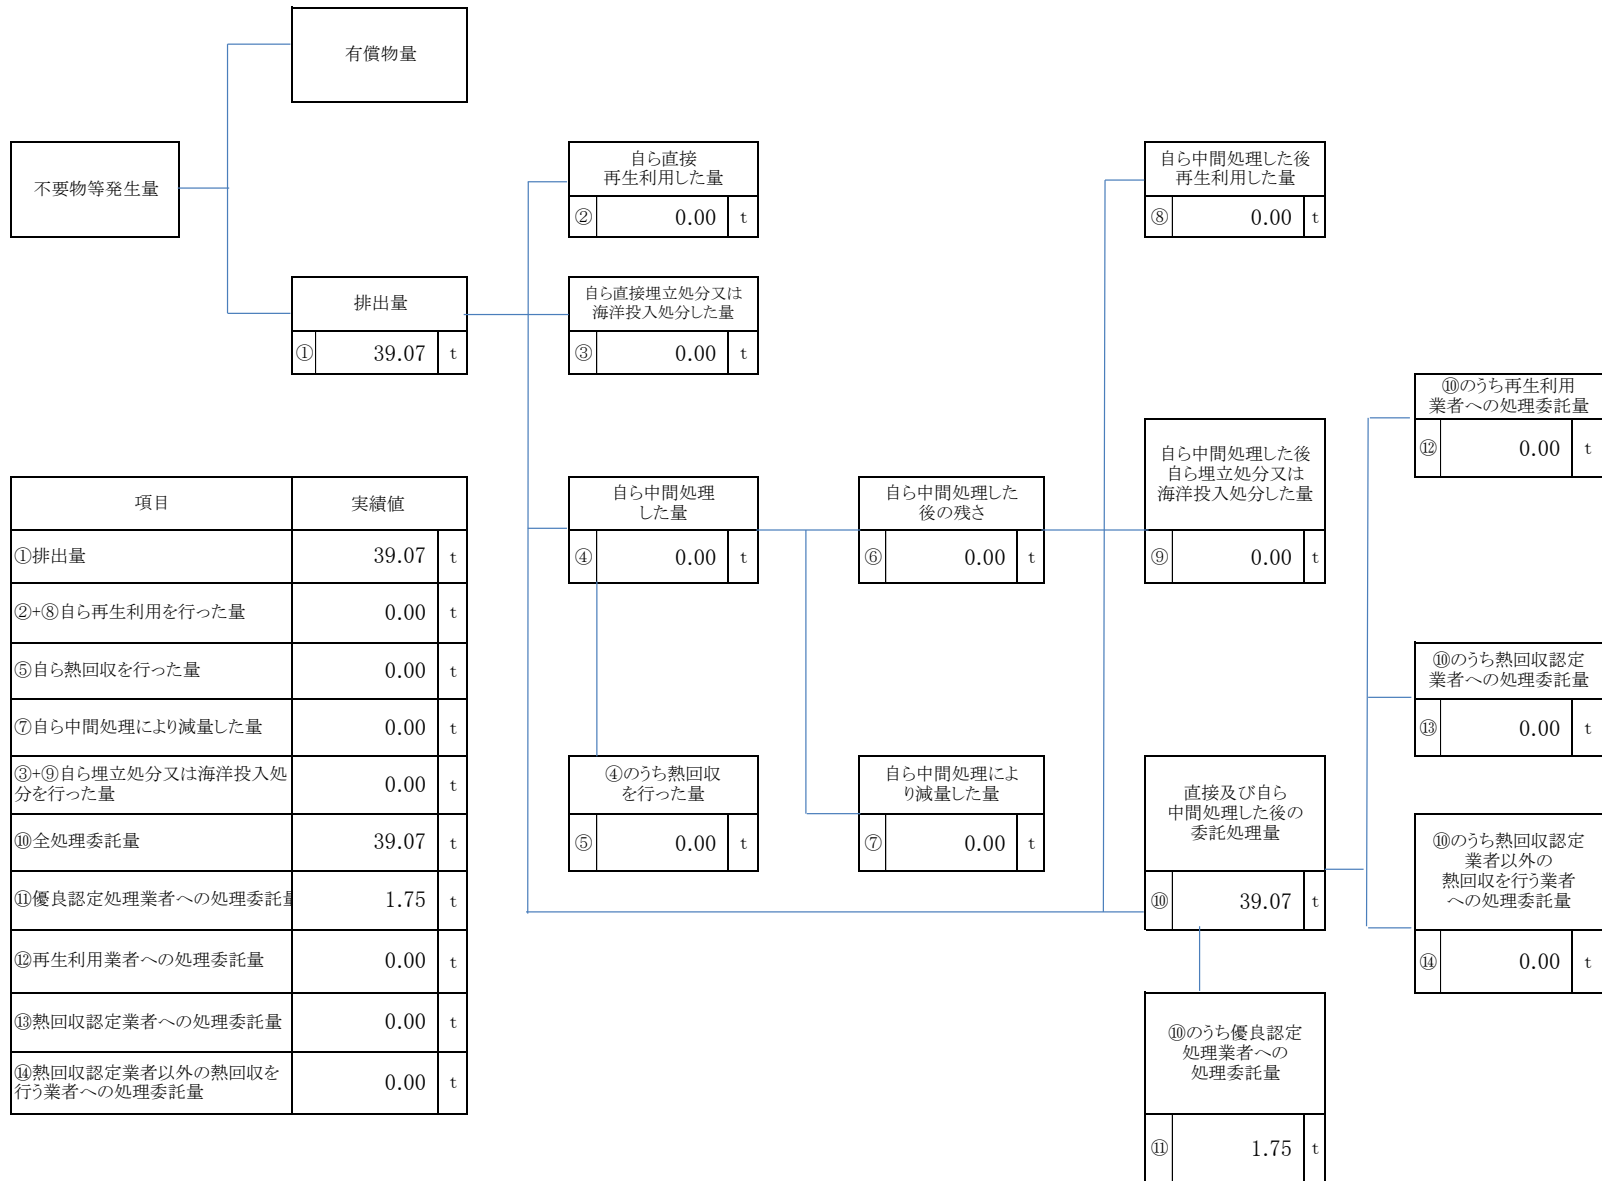 有償物量
不要物等発生量
排出量
① 39.07 t
自ら直接
再生利用した量
② 0.00 t
自ら直接埋立処分又は
海洋投入処分した量
③ 0.00 t
自ら中間処理
した量
④ 0.00 t
④のうち熱回収
を行った量
⑤ 0.00 t
自ら中間処理した
後の残さ
⑥ 0.00 t
自ら中間処理によ
り減量した量
⑦ 0.00 t
自ら中間処理した後
再生利用した量
⑧ 0.00 t
自ら中間処理した後
自ら埋立処分又は
海洋投入処分した量
⑨ 0.00 t
直接及び自ら
中間処理した後の
委託処理量
⑩ 39.07 t
⑩のうち優良認定
処理業者への
処理委託量
⑪ 1.75 t
⑩のうち再生利用
業者への処理委託量
⑫ 0.00 t
⑩のうち熱回収認定
業者への処理委託量
⑬ 0.00 t
⑩のうち熱回収認定
業者以外の
熱回収を行う業者
への処理委託量
⑭ 0.00 t
項目 実績値
①排出量 39.07 t
②+⑧自ら再生利用を行った量 0.00 t
⑤自ら熱回収を行った量 0.00 t
⑦自ら中間処理により減量した量 0.00 t
③+⑨自ら埋立処分又は海洋投入処
分を行った量 0.00 t
⑩全処理委託量 39.07 t
⑪優良認定処理業者への処理委託量 1.75 t
⑫再生利用業者への処理委託量 0.00 t
⑬熱回収認定業者への処理委託量 0.00 t
⑭熱回収認定業者以外の熱回収を
行う業者への処理委託量 0.00 t